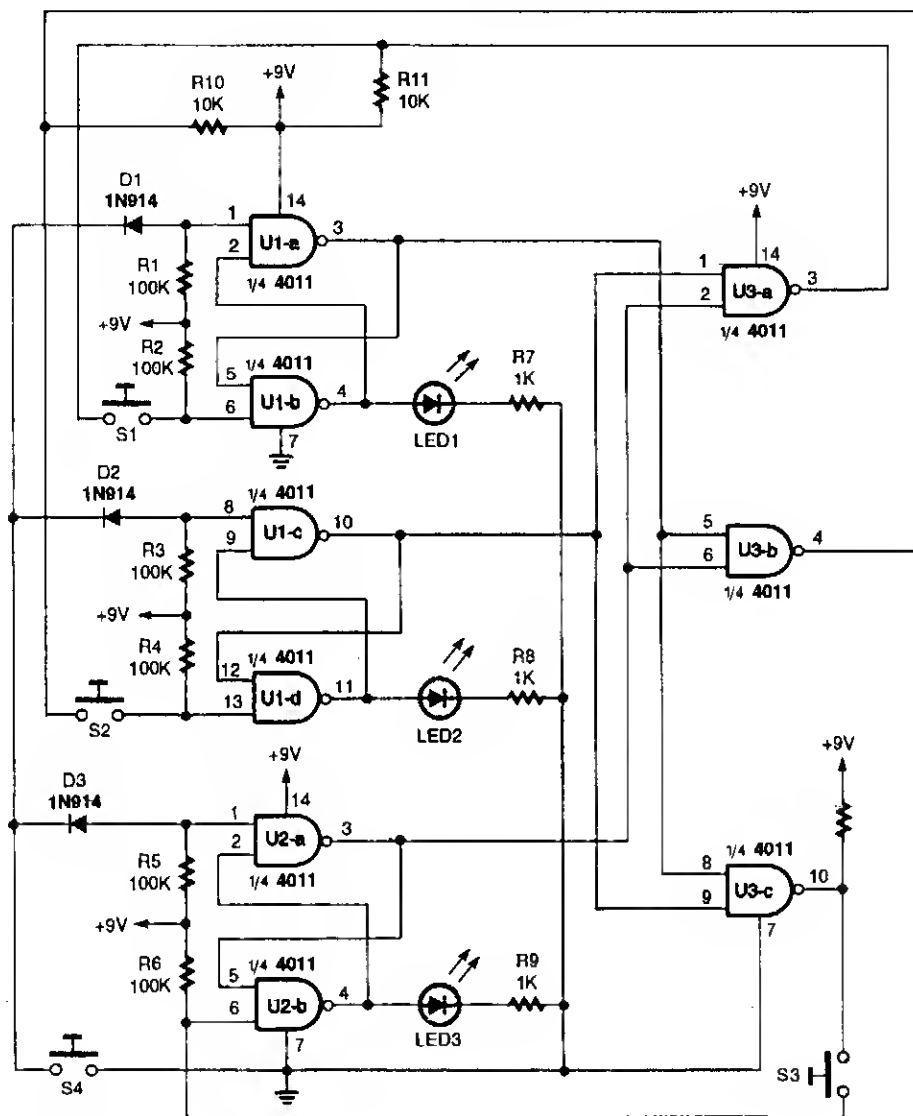 +9V
R10
10K
R11
10K
D1
1N914
14
1
U1-a
3
2
1/4 4011
R1
100K
+9V
R2
100K
1/4 4011
5
U1-b
4
6
7
S1
LED1
R7
1K
+9V
14
1
U3-a
3
2
1/4 4011
D2
1N914
1/4 4011
8
U1-c
10
9
R3
100K
+9V
R4
100K
1/4 4011
12
U1-d
11
13
S2
LED2
R8
1K
5
U3-b
4
6
1/4 4011
+9V
14
D3
1N914
1
U2-a
3
2
1/4 4011
R5
100K
+9V
R6
100K
1/4 4011
5
U2-b
4
6
7
S4
LED3
R9
1K
+9V
1/4 4011
8
U3-c
10
9
7
S3